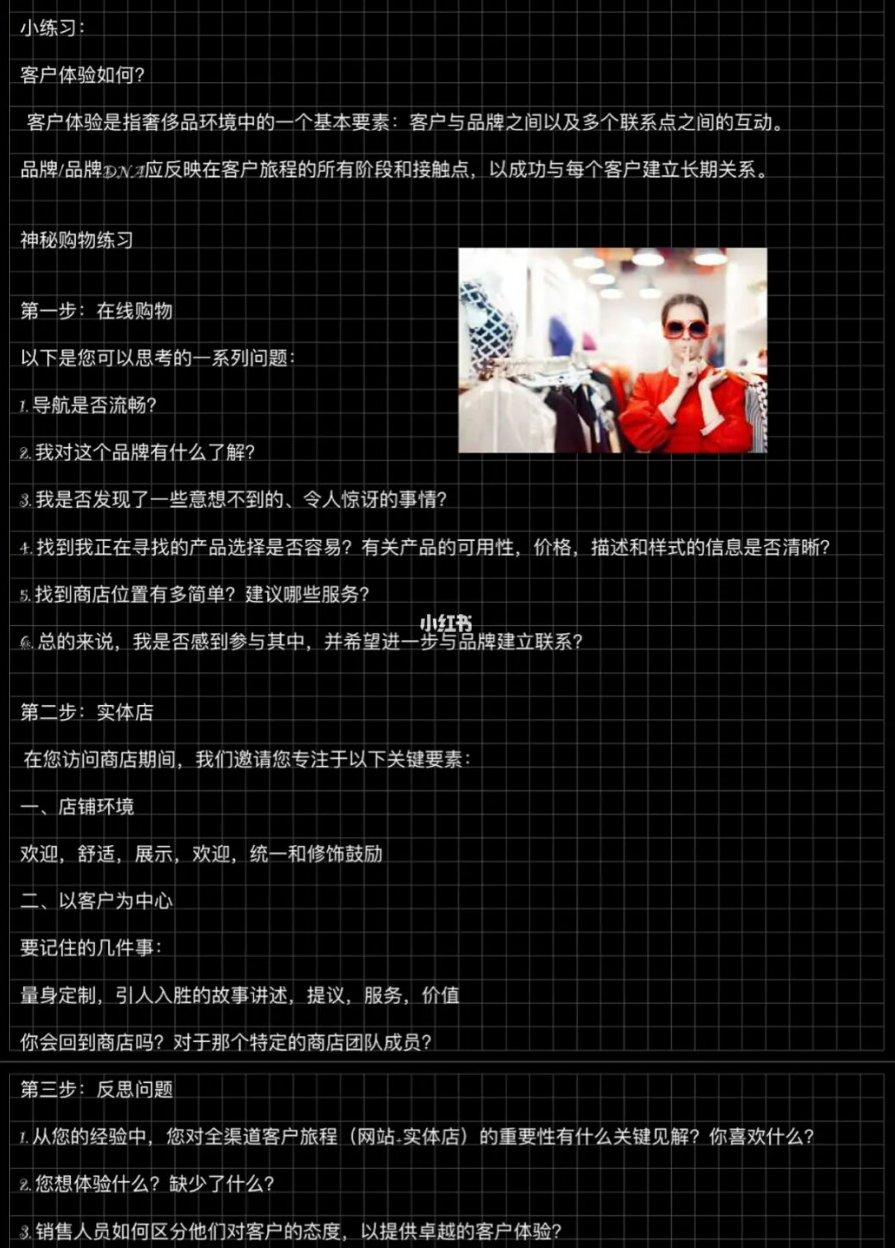 小练习：
客户体验如何？
客户体验是指奢侈品环境中的一个基本要素：客户与品牌之间以及多个联系点之间的互动。
品牌/品牌DNA应反映在客户旅程的所有阶段和接触点，以成功与每个客户建立长期关系。
神秘购物练习
第一步：在线购物
以下是您可以思考的一系列问题：
1.导航是否流畅？
2.我对这个品牌有什么了解？
3.我是否发现了一些意想不到的、令人惊讶的事情？
4.找到我正在寻找的产品选择是否容易？有关产品的可用性，价格，描述和样式的信息是否清晰？
5.找到商店位置有多简单？建议哪些服务？
小红书
6.总的来说，我是否感到参与其中，并希望进一步与品牌建立联系？
第二步：实体店
在您访问商店期间，我们邀请您专注于以下关键要素：
一、店铺环境
欢迎，舒适，展示，欢迎，统一和修饰鼓励
二、以客户为中心
要记住的几件事：
量身定制，引人入胜的故事讲述，提议，服务，价值
你会回到商店吗？对于那个特定的商店团队成员？
第三步：反思问题
1.从您的经验中，您对全渠道客户旅程（网站+实体店）的重要性有什么关键见解？你喜欢什么？
2.您想体验什么？缺少了什么？
3.销售人员如何区分他们对客户的态度，以提供卓越的客户体验？